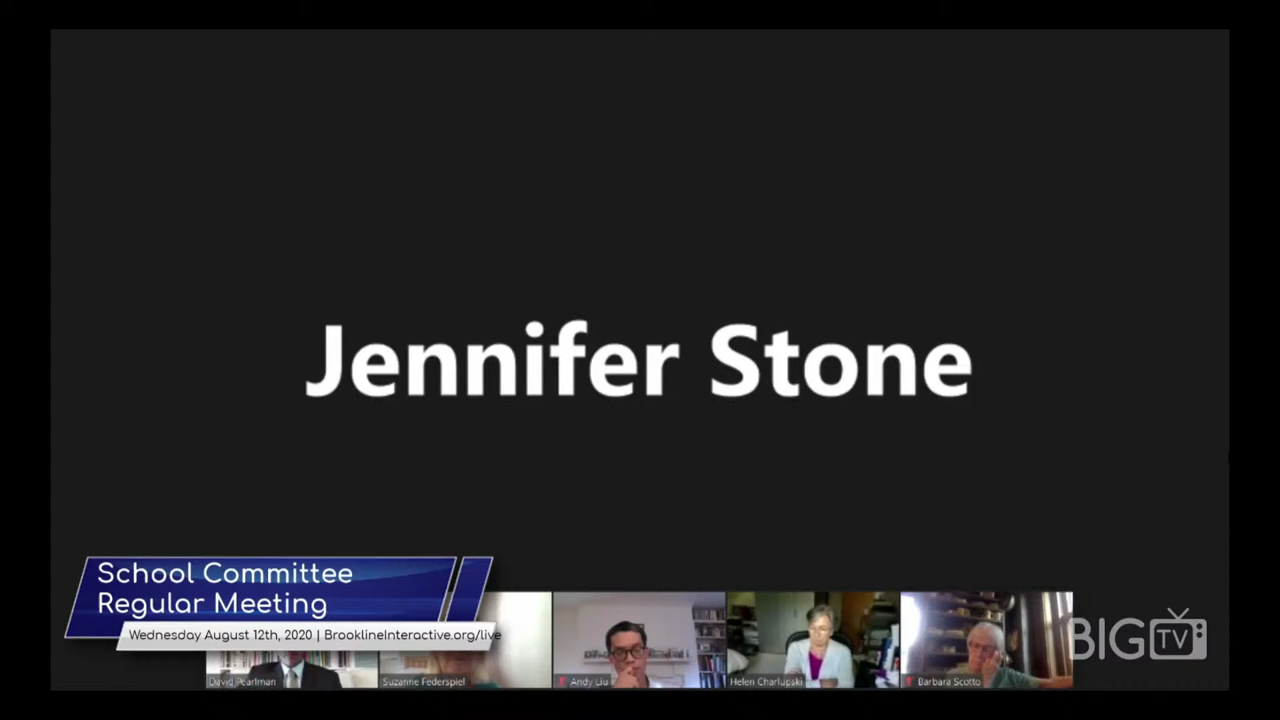 Jennifer Stone
School Committee
Regular Meeting
Wednesday August 12th, 2020 | BrooklineInteractive.org/live
David Pearlman
Suzanne Federspiel
Andy Liu
Helen Charlupski
Barbara Scotto
BIG TV